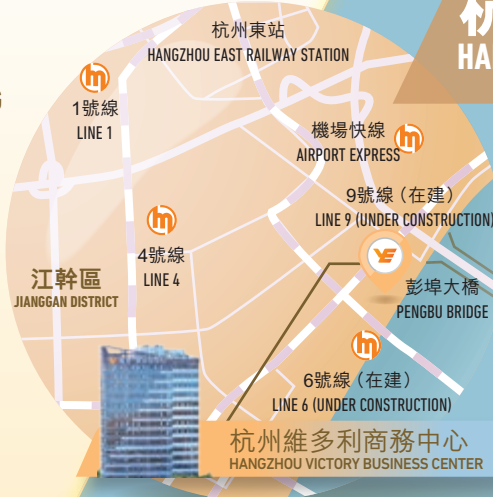 杭州東站
HANGZHOU EAST RAILWAY STATION
1號線
LINE 1
機場快線
AIRPORT EXPRESS
9號線（在建）
LINE 9 (UNDER CONSTRUCTION)
4號線
LINE 4
江幹區
JIANGGAN DISTRICT
彭埠大橋
PENGBU BRIDGE
6號線（在建）
LINE 6 (UNDER CONSTRUCTION)
杭州維多利商務中心
HANGZHOU VICTORY BUSINESS CENTER